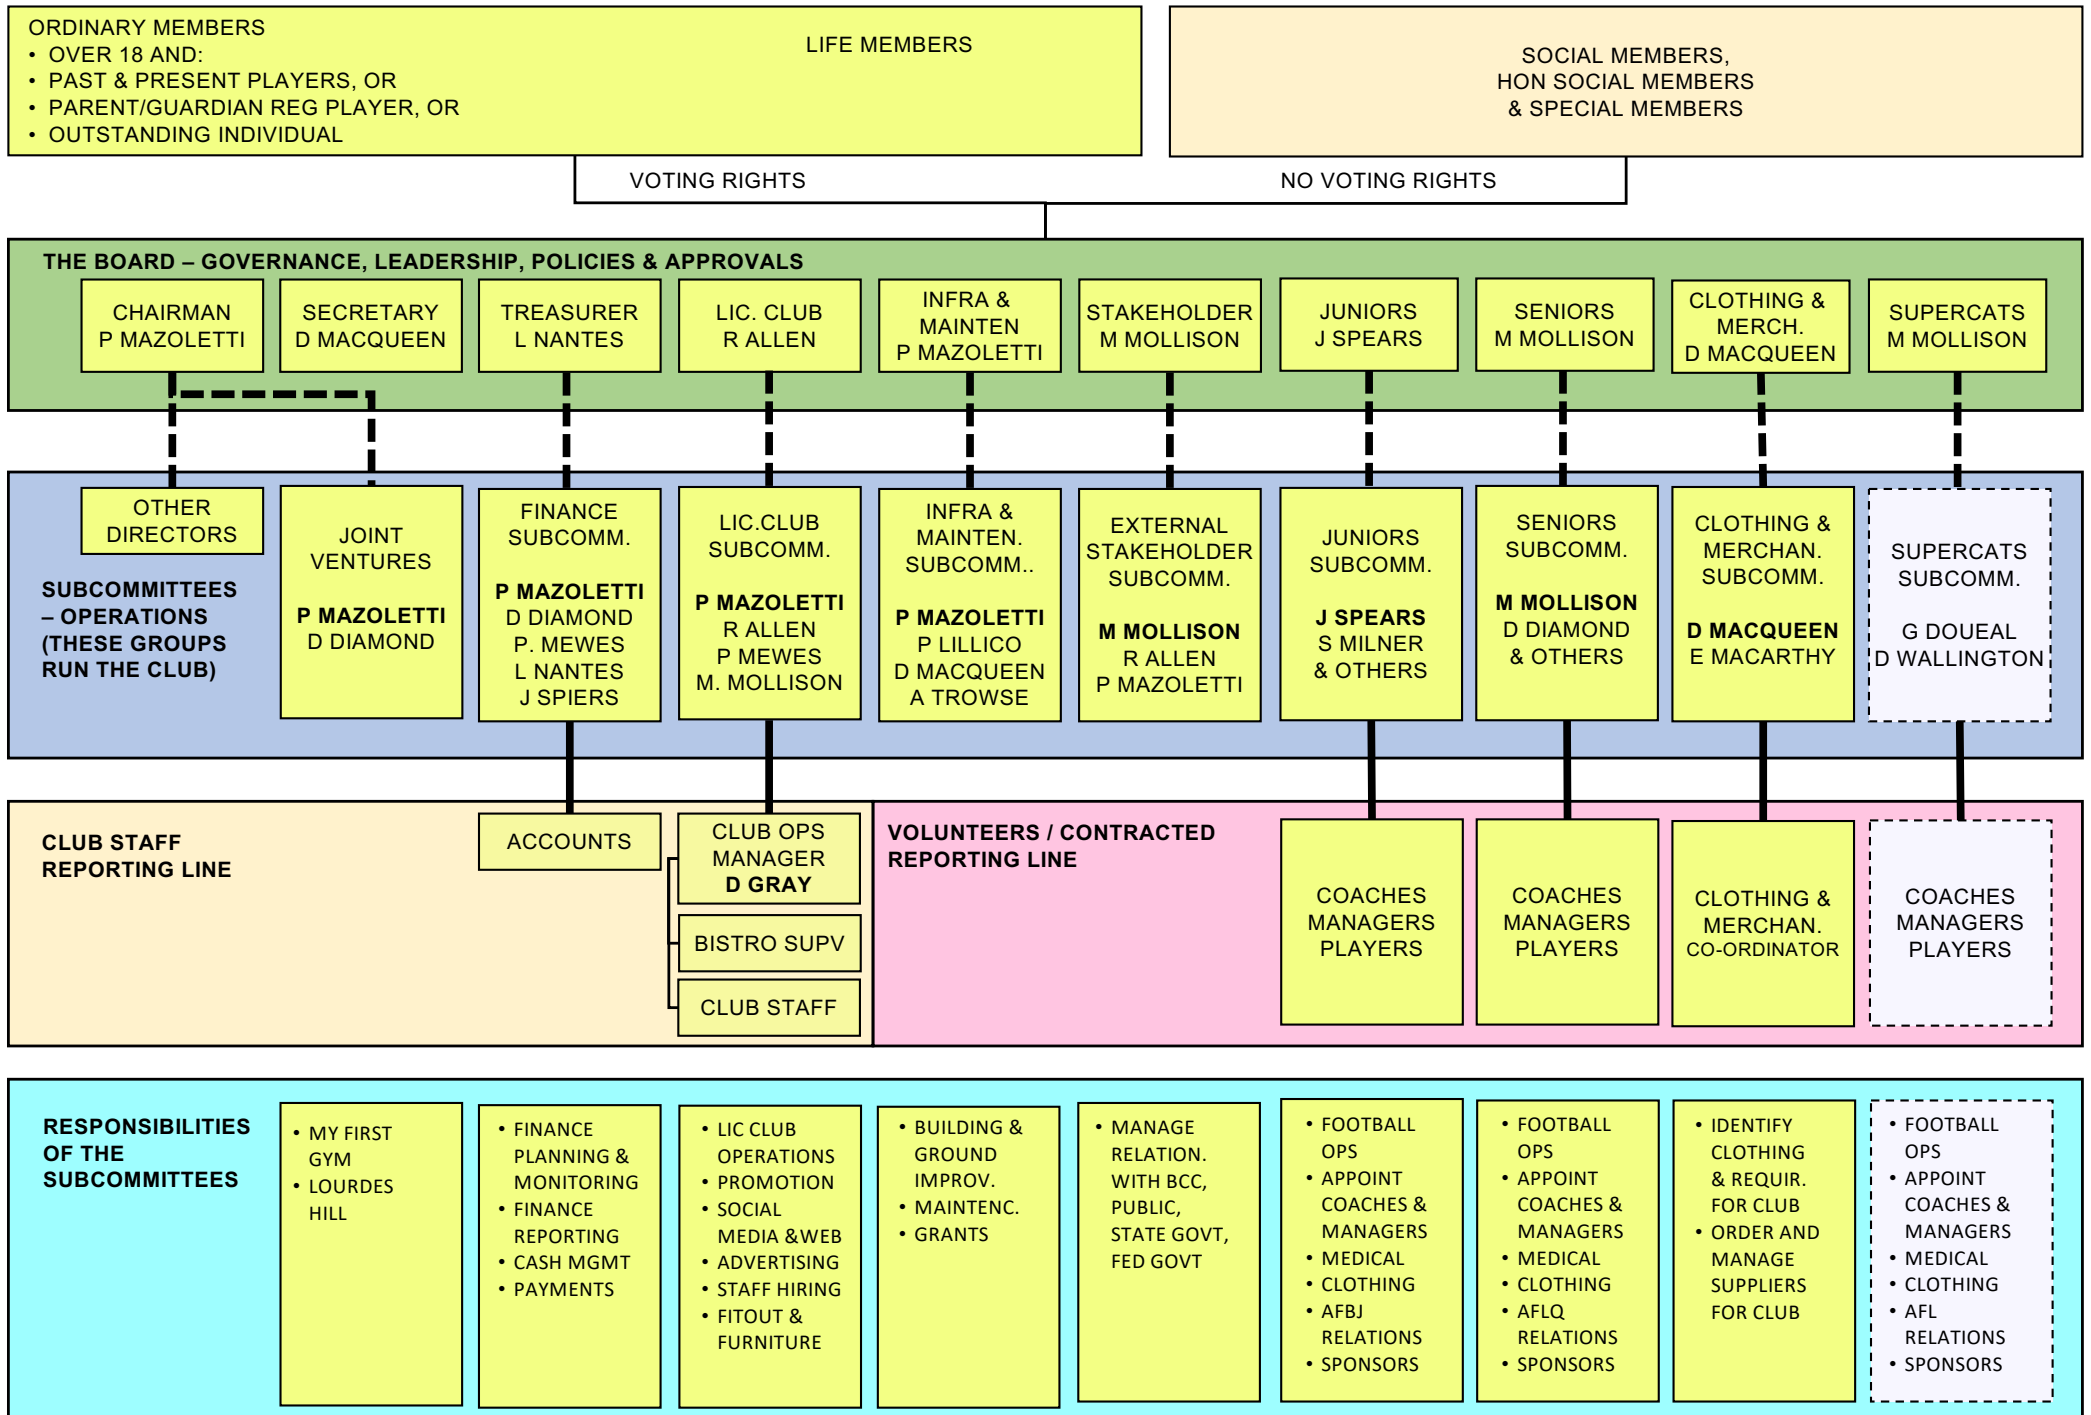 ORDINARY MEMBERS
• OVER 18 AND:
• PAST & PRESENT PLAYERS, OR
• PARENT/GUARDIAN REG PLAYER, OR
• OUTSTANDING INDIVIDUAL
LIFE MEMBERS
SOCIAL MEMBERS,
HON SOCIAL MEMBERS
& SPECIAL MEMBERS
VOTING RIGHTS
NO VOTING RIGHTS
THE BOARD – GOVERNANCE, LEADERSHIP, POLICIES & APPROVALS
CHAIRMAN
P MAZOLETTI
SECRETARY
D MACQUEEN
TREASURER
L NANTES
LIC. CLUB
R ALLEN
INFRA &
MAINTEN
P MAZOLETTI
STAKEHOLDER
M MOLLISON
JUNIORS
J SPEARS
SENIORS
M MOLLISON
CLOTHING &
MERCH.
D MACQUEEN
SUPERCATS
M MOLLISON
SUBCOMMITTEES
– OPERATIONS
(THESE GROUPS
RUN THE CLUB)
OTHER
DIRECTORS
JOINT
VENTURES
P MAZOLETTI
D DIAMOND
FINANCE
SUBCOMM.
P MAZOLETTI
D DIAMOND
P. MEWES
L NANTES
J SPIERS
LIC.CLUB
SUBCOMM.
P MAZOLETTI
R ALLEN
P MEWES
M. MOLLISON
INFRA &
MAINTEN.
SUBCOMM..
P MAZOLETTI
P LILLICO
D MACQUEEN
A TROWSE
EXTERNAL
STAKEHOLDER
SUBCOMM.
M MOLLISON
R ALLEN
P MAZOLETTI
JUNIORS
SUBCOMM.
J SPEARS
S MILNER
& OTHERS
SENIORS
SUBCOMM.
M MOLLISON
D DIAMOND
& OTHERS
CLOTHING &
MERCHAN.
SUBCOMM.
D MACQUEEN
E MACARTHY
SUPERCATS
SUBCOMM.
G DOUEAL
D WALLINGTON
CLUB STAFF
REPORTING LINE
ACCOUNTS
CLUB OPS
MANAGER
D GRAY
BISTRO SUPV
CLUB STAFF
VOLUNTEERS / CONTRACTED
REPORTING LINE
COACHES
MANAGERS
PLAYERS
COACHES
MANAGERS
PLAYERS
CLOTHING &
MERCHAN.
CO-ORDINATOR
COACHES
MANAGERS
PLAYERS
RESPONSIBILITIES
OF THE
SUBCOMMITTEES
• MY FIRST
GYM
• LOURDES
HILL
• FINANCE
PLANNING &
MONITORING
• FINANCE
REPORTING
• CASH MGMT
• PAYMENTS
• LIC CLUB
OPERATIONS
• PROMOTION
• SOCIAL
MEDIA &WEB
• ADVERTISING
• STAFF HIRING
• FITOUT &
FURNITURE
• BUILDING &
GROUND
IMPROV.
• MAINTENC.
• GRANTS
• MANAGE
RELATION.
WITH BCC,
PUBLIC,
STATE GOVT,
FED GOVT
• FOOTBALL
OPS
• APPOINT
COACHES &
MANAGERS
• MEDICAL
• CLOTHING
• AFBJ
RELATIONS
• SPONSORS
• FOOTBALL
OPS
• APPOINT
COACHES &
MANAGERS
• MEDICAL
• CLOTHING
• AFLQ
RELATIONS
• SPONSORS
• IDENTIFY
CLOTHING
& REQUIR.
FOR CLUB
• ORDER AND
MANAGE
SUPPLIERS
FOR CLUB
• FOOTBALL
OPS
• APPOINT
COACHES &
MANAGERS
• MEDICAL
• CLOTHING
• AFL
RELATIONS
• SPONSORS